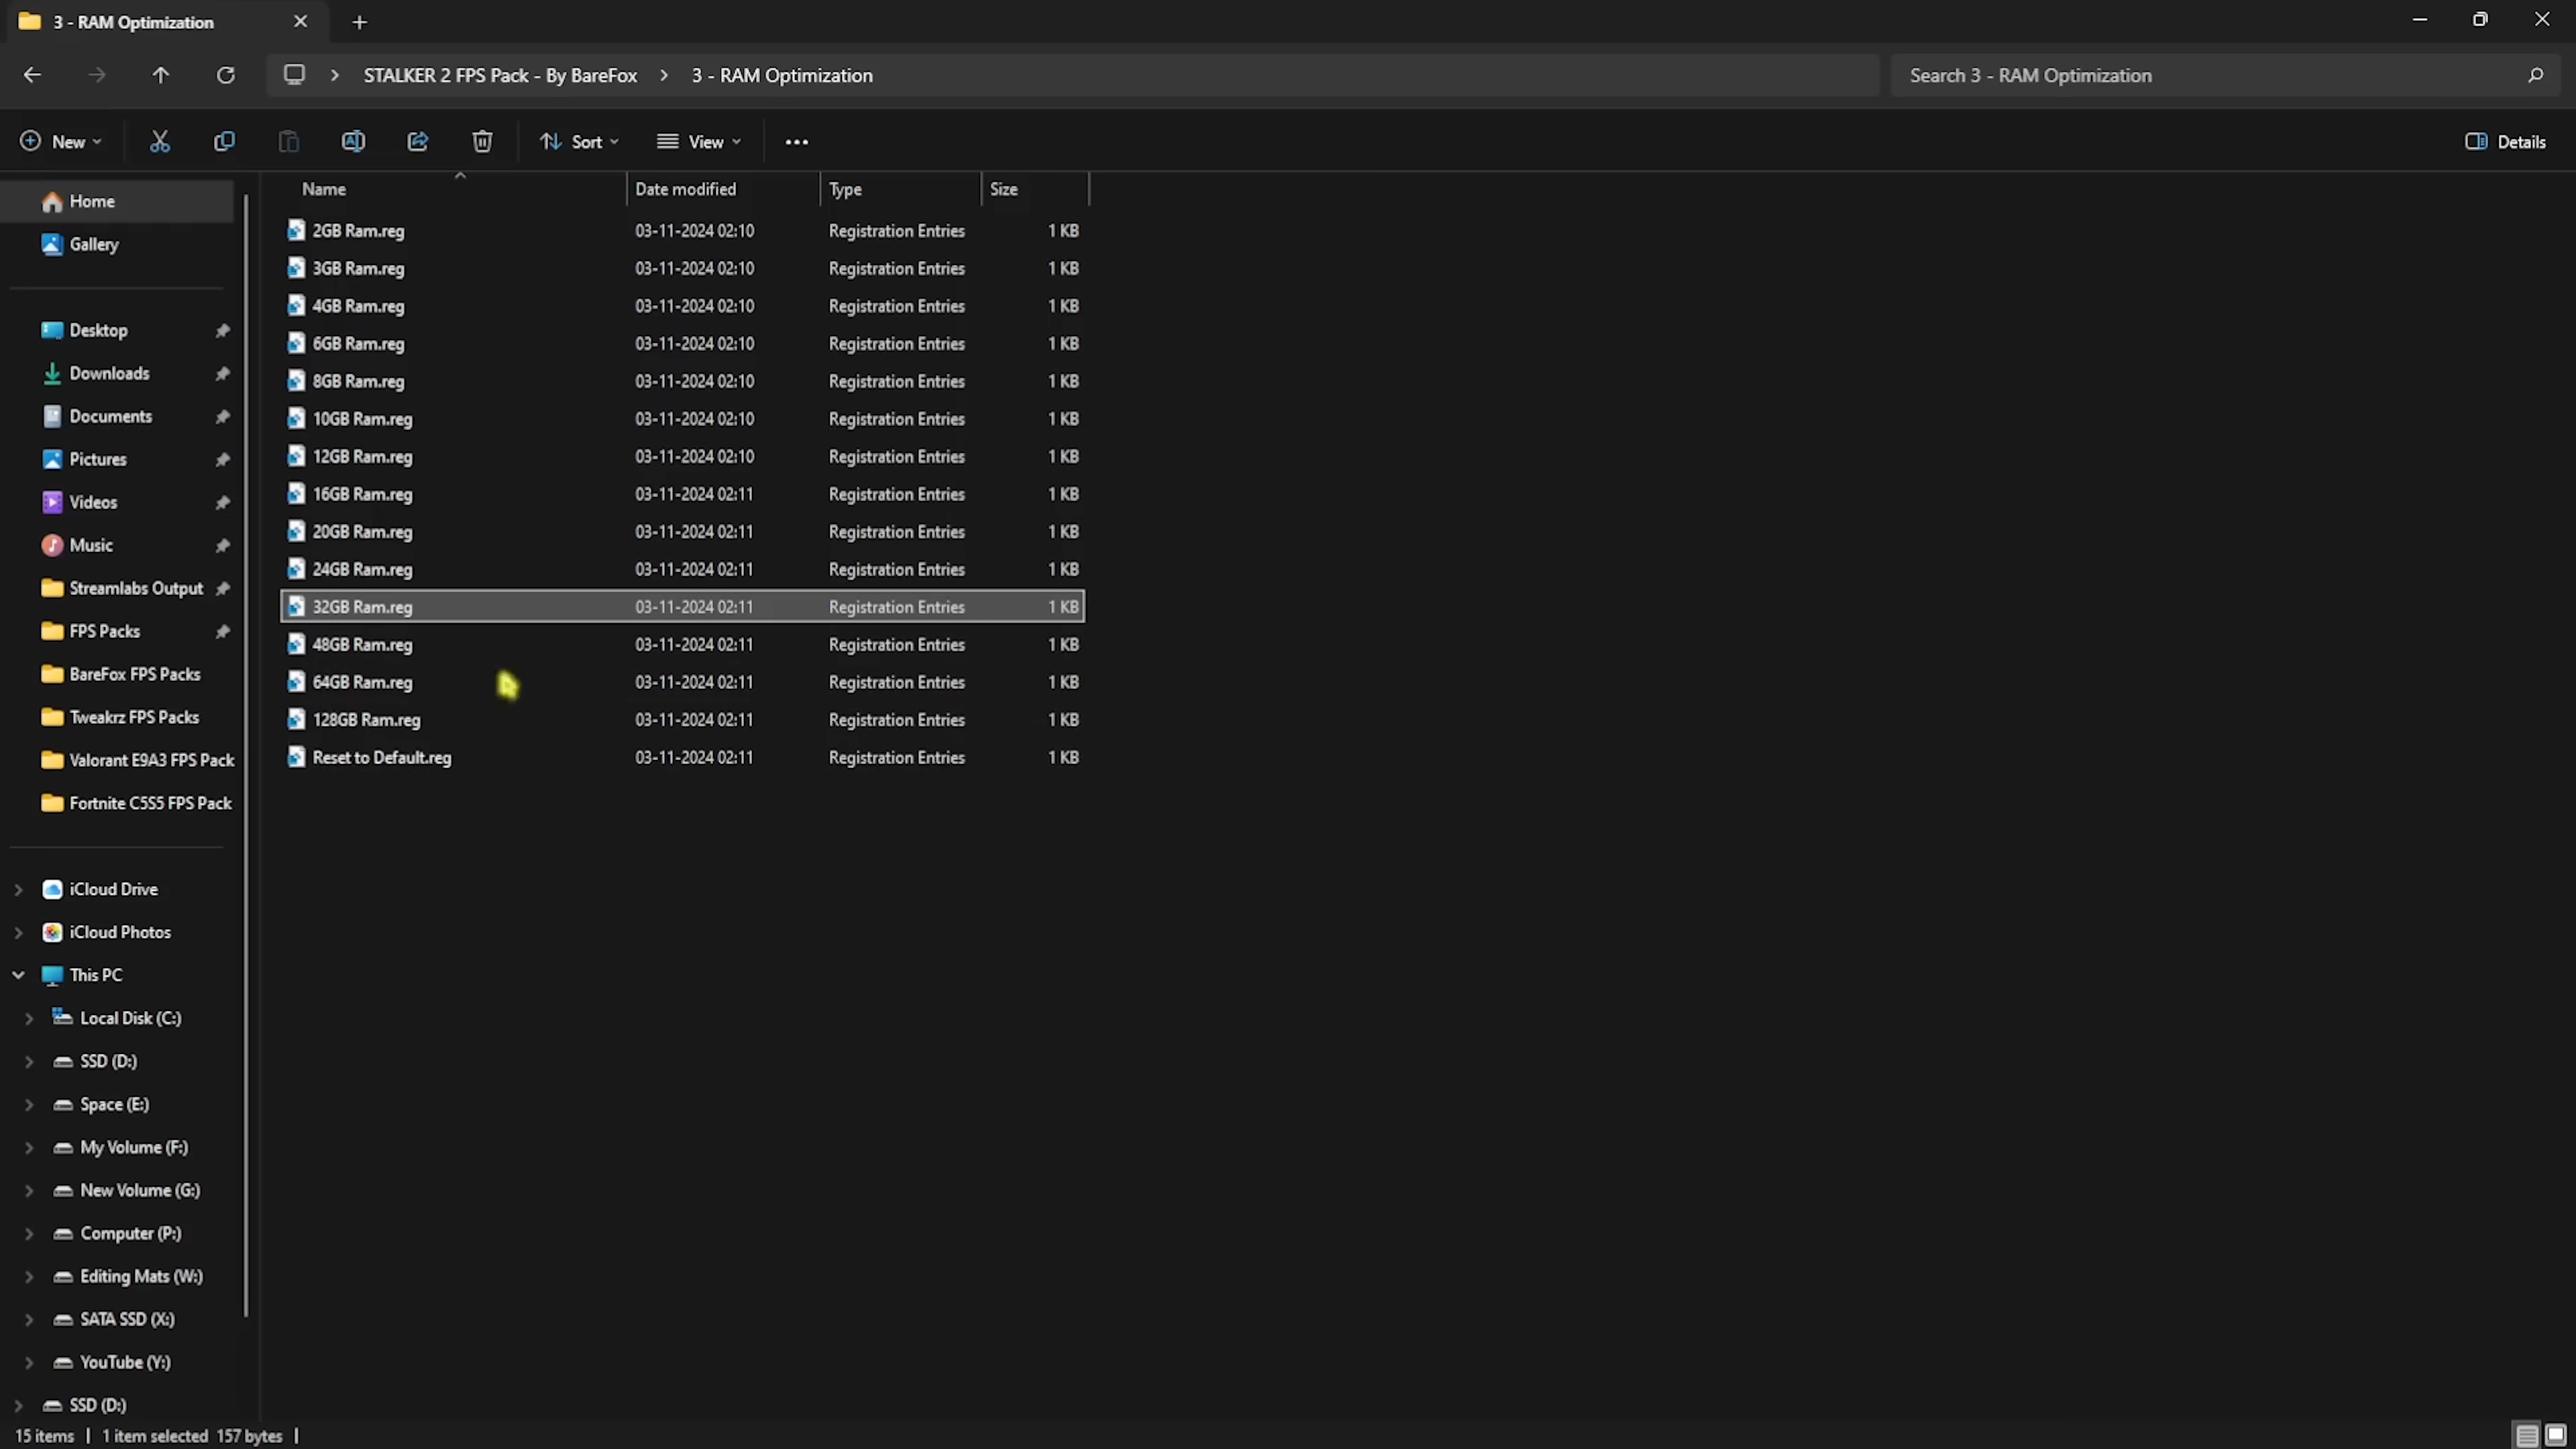 3 - RAM Optimization
STALKER 2 FPS Pack - By BareFox > 3 - RAM Optimization
Search 3 - RAM Optimization
New
Sort
View
Details
Name
Date modified
Type
Size
2GB Ram.reg 03-11-2024 02:10 Registration Entries 1 KB
3GB Ram.reg 03-11-2024 02:10 Registration Entries 1 KB
4GB Ram.reg 03-11-2024 02:10 Registration Entries 1 KB
6GB Ram.reg 03-11-2024 02:10 Registration Entries 1 KB
8GB Ram.reg 03-11-2024 02:10 Registration Entries 1 KB
10GB Ram.reg 03-11-2024 02:10 Registration Entries 1 KB
12GB Ram.reg 03-11-2024 02:10 Registration Entries 1 KB
16GB Ram.reg 03-11-2024 02:11 Registration Entries 1 KB
20GB Ram.reg 03-11-2024 02:11 Registration Entries 1 KB
24GB Ram.reg 03-11-2024 02:11 Registration Entries 1 KB
32GB Ram.reg 03-11-2024 02:11 Registration Entries 1 KB
48GB Ram.reg 03-11-2024 02:11 Registration Entries 1 KB
64GB Ram.reg 03-11-2024 02:11 Registration Entries 1 KB
128GB Ram.reg 03-11-2024 02:11 Registration Entries 1 KB
Reset to Default.reg 03-11-2024 02:11 Registration Entries 1 KB
Home
Gallery
Desktop
Downloads
Documents
Pictures
Videos
Music
Streamlabs Output
FPS Packs
BareFox FPS Packs
Tweakrz FPS Packs
Valorant E9A3 FPS Pack
Fortnite C5S5 FPS Pack
iCloud Drive
iCloud Photos
This PC
Local Disk (C:)
SSD (D:)
Space (E:)
My Volume (F:)
New Volume (G:)
Computer (P:)
Editing Mats (W:)
SATA SSD (X:)
YouTube (Y:)
SSD (D:)
15 items | 1 item selected 157 bytes |